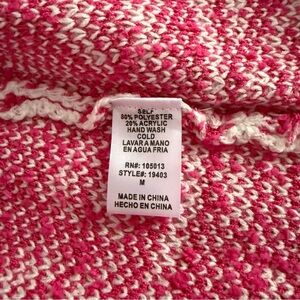 SELF
80% POLYESTER
20% ACRYLIC
HAND WASH
COLD
LAVAR A MANO
EN AGUA FRIA
RN#: 105013
STYLE#: 19403
M
MADE IN CHINA
HECHO EN CHINA